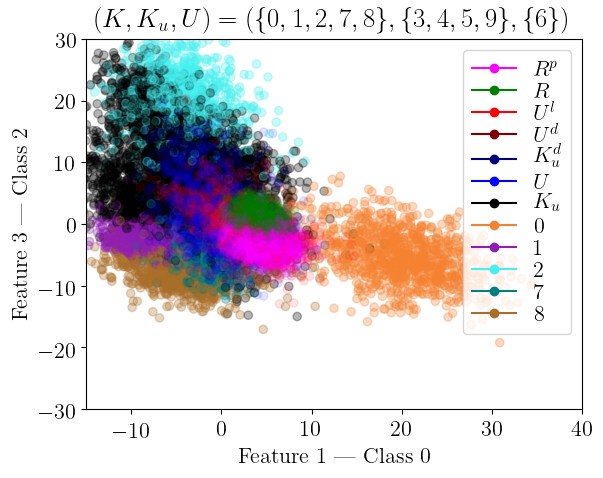 (K, K_u, U) = ({0, 1, 2, 7, 8}, {3, 4, 5, 9}, {6})
30
20
10
0
−10
−20
−30
Feature 3 — Class 2
R^p
R
U^l
U^d
K_u^d
U
K_u
0
1
2
7
8
−10
0
10
20
30
40
Feature 1 — Class 0